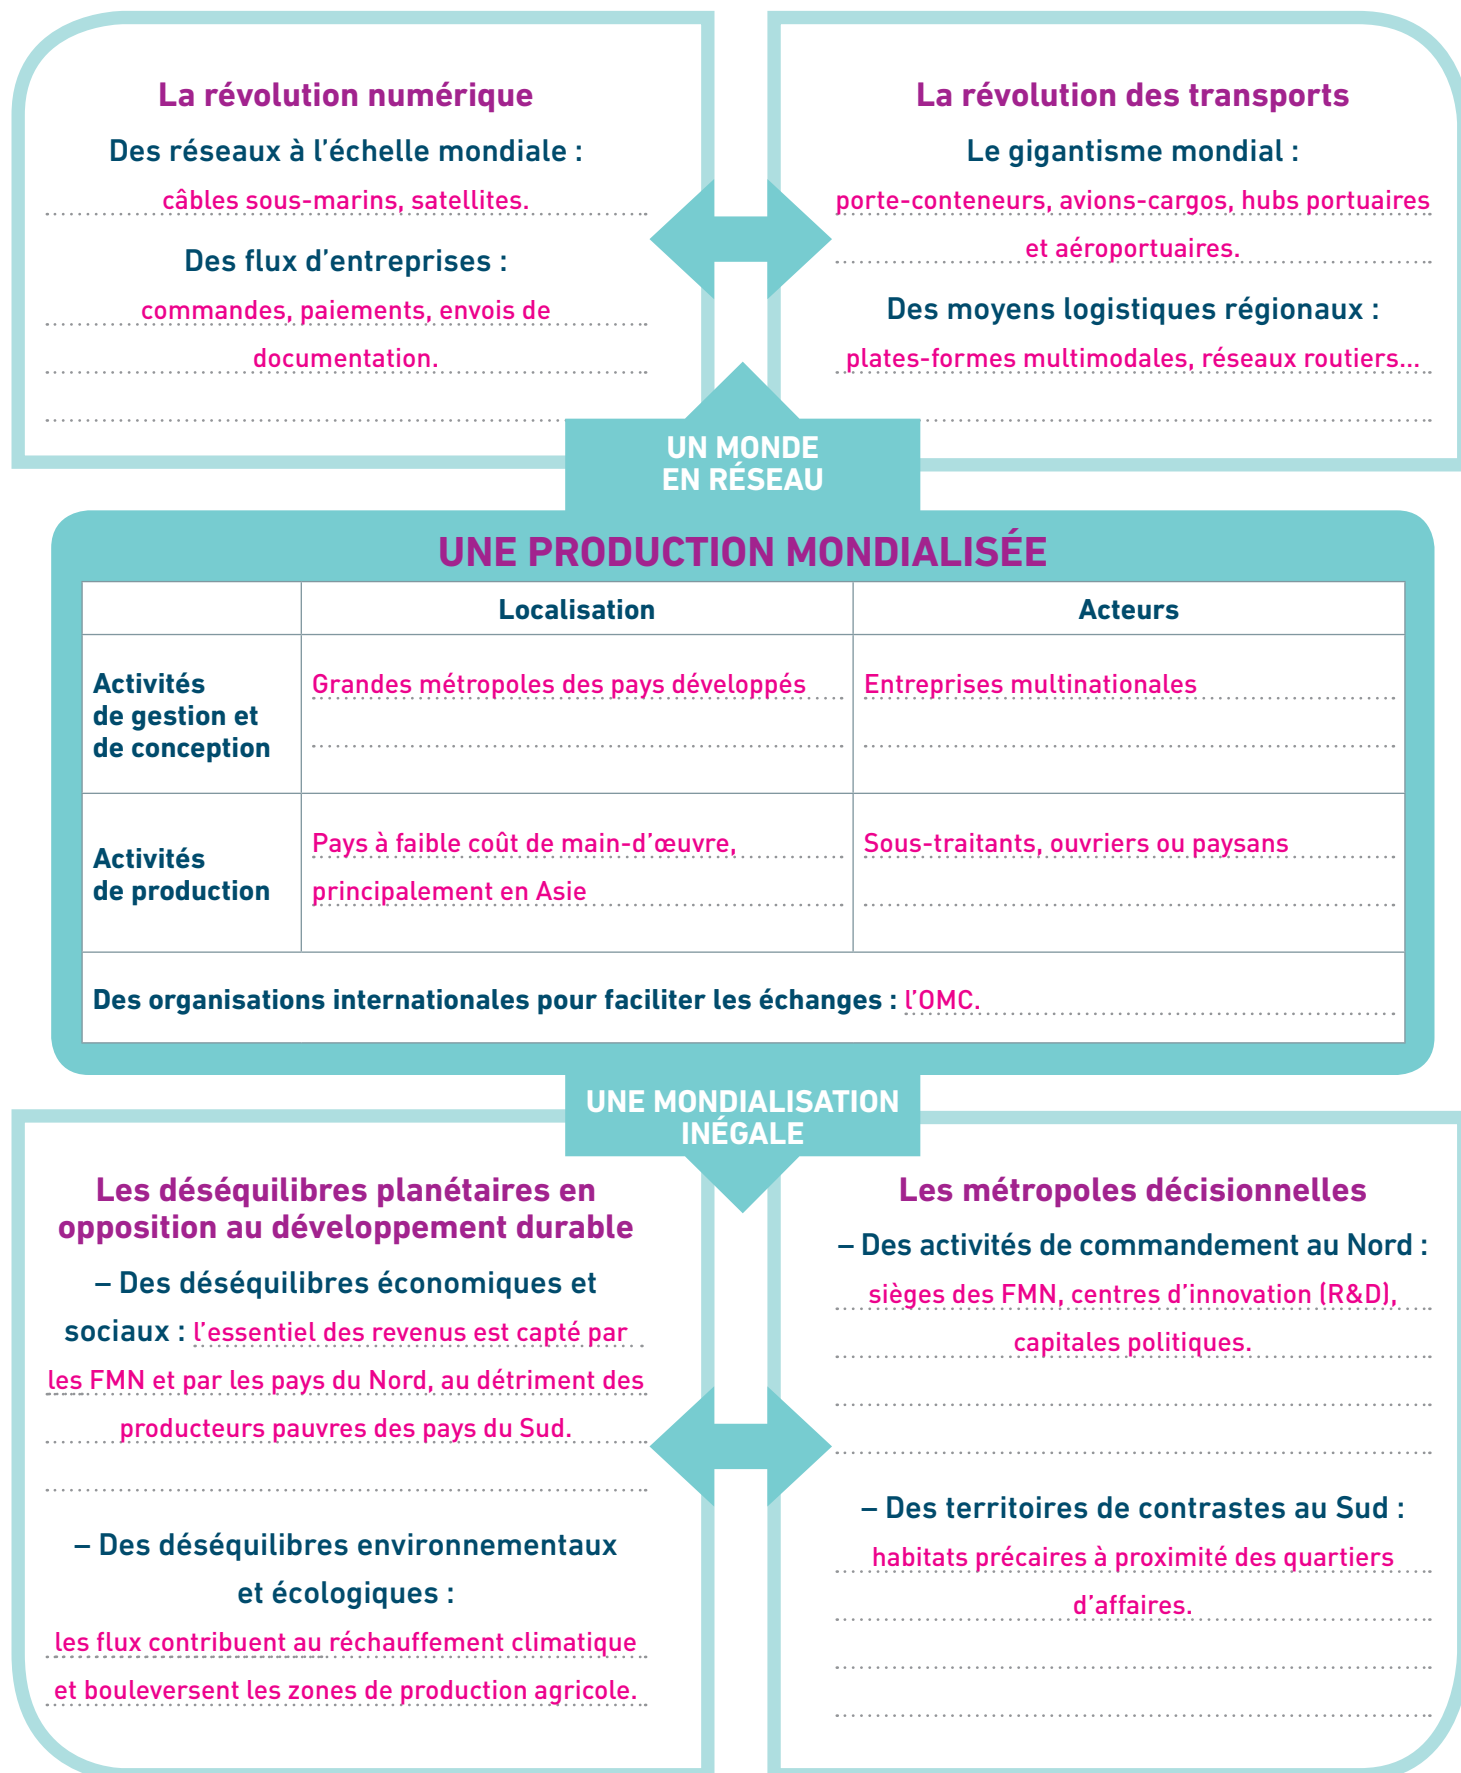 La révolution numérique
Des réseaux à l'échelle mondiale :
câbles sous-marins, satellites.
Des flux d'entreprises :
commandes, paiements, envois de
documentation.
La révolution des transports
Le gigantisme mondial :
porte-conteneurs, avions-cargos, hubs portuaires
et aéroportuaires.
Des moyens logistiques régionaux :
plates-formes multimodales, réseaux routiers...
UN MONDE
EN RÉSEAU
UNE PRODUCTION MONDIALISÉE
Localisation
Acteurs
Activités
de gestion et
de conception
Grandes métropoles des pays développés
Entreprises multinationales
Activités
de production
Pays à faible coût de main-d'œuvre,
principalement en Asie
Sous-traitants, ouvriers ou paysans
Des organisations internationales pour faciliter les échanges : l'OMC.
UNE MONDIALISATION
INÉGALE
Les déséquilibres planétaires en
opposition au développement durable
– Des déséquilibres économiques et
sociaux : l'essentiel des revenus est capté par
les FMN et par les pays du Nord, au détriment des
producteurs pauvres des pays du Sud.
– Des déséquilibres environnementaux
et écologiques :
les flux contribuent au réchauffement climatique
et bouleversent les zones de production agricole.
Les métropoles décisionnelles
– Des activités de commandement au Nord :
sièges des FMN, centres d'innovation (R&D),
capitales politiques.
– Des territoires de contrastes au Sud :
habitats précaires à proximité des quartiers
d'affaires.